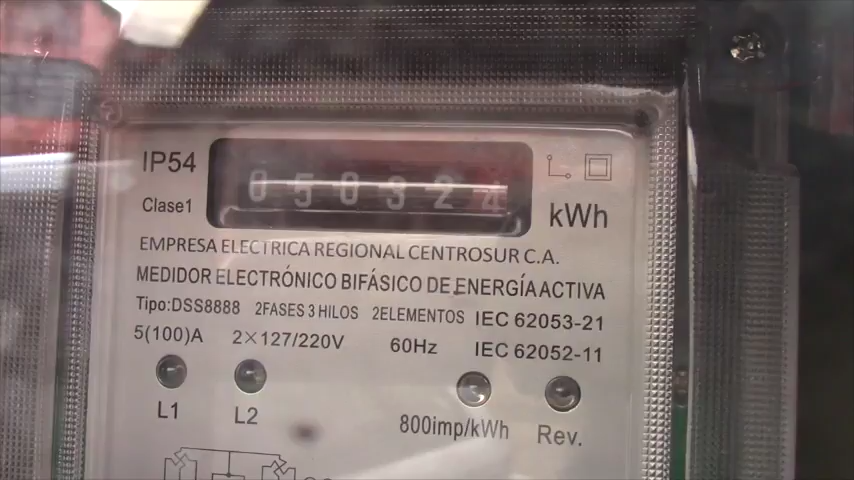 IP54
050324
Clase1
kWh
EMPRESA ELECTRICA REGIONAL CENTROSUR C.A.
MEDIDOR ELECTRÓNICO BIFÁSICO DE ENERGÍA ACTIVA
Tipo:DSS8888 2FASES 3 HILOS 2ELEMENTOS IEC 62053-21
5(100)A 2×127/220V 60Hz IEC 62052-11
L1 L2 800imp/kWh Rev.